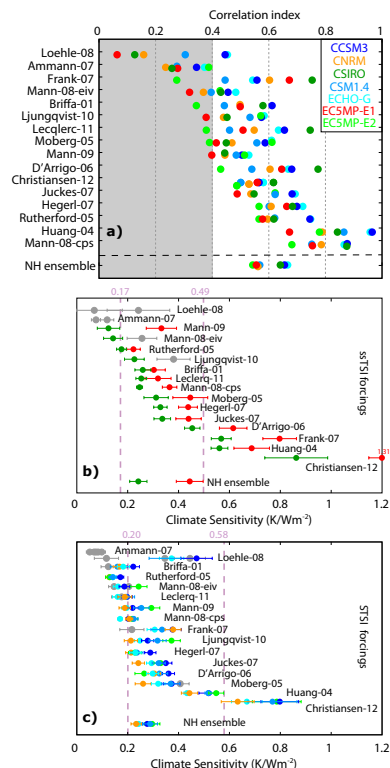 Correlation index
0 0.2 0.4 0.6 0.8 1
Loehle-08
Ammann-07
Frank-07
Mann-08-eiv
Briffa-01
Ljungqvist-10
Lecqlerc-11
Moberg-05
Mann-09
D'Arrigo-06
Christiansen-12
Juckes-07
Hegerl-07
Rutherford-05
Huang-04
Mann-08-cps
NH ensemble
CCSM3
CNRM
CSIRO
CSM1.4
ECHO-G
EC5MP-E1
EC5MP-E2
a)
0.17 0.49
Loehle-08
Ammann-07
Mann-09
Mann-08-eiv
Rutherford-05
Ljungqvist-10
Briffa-01
Leclerq-11
Mann-08-cps
Moberg-05
Hegerl-07
Juckes-07
D'Arrigo-06
Frank-07
Huang-04
1.31
Christiansen-12
NH ensemble
b)
ssTSI forcings
0 0.2 0.4 0.6 0.8 1.0 1.2
Climate Sensitivity (K/Wm⁻²)
0.20 0.58
Ammann-07
Loehle-08
Briffa-01
Rutherford-05
Mann-08-eiv
Leclerq-11
Mann-09
Mann-08-cps
Frank-07
Ljungqvist-10
Hegerl-07
Juckes-07
D'Arrigo-06
Moberg-05
Huang-04
Christiansen-12
NH ensemble
c)
STSI forcings
0 0.2 0.4 0.6 0.8 1.0 1.2
Climate Sensitivity (K/Wm⁻²)